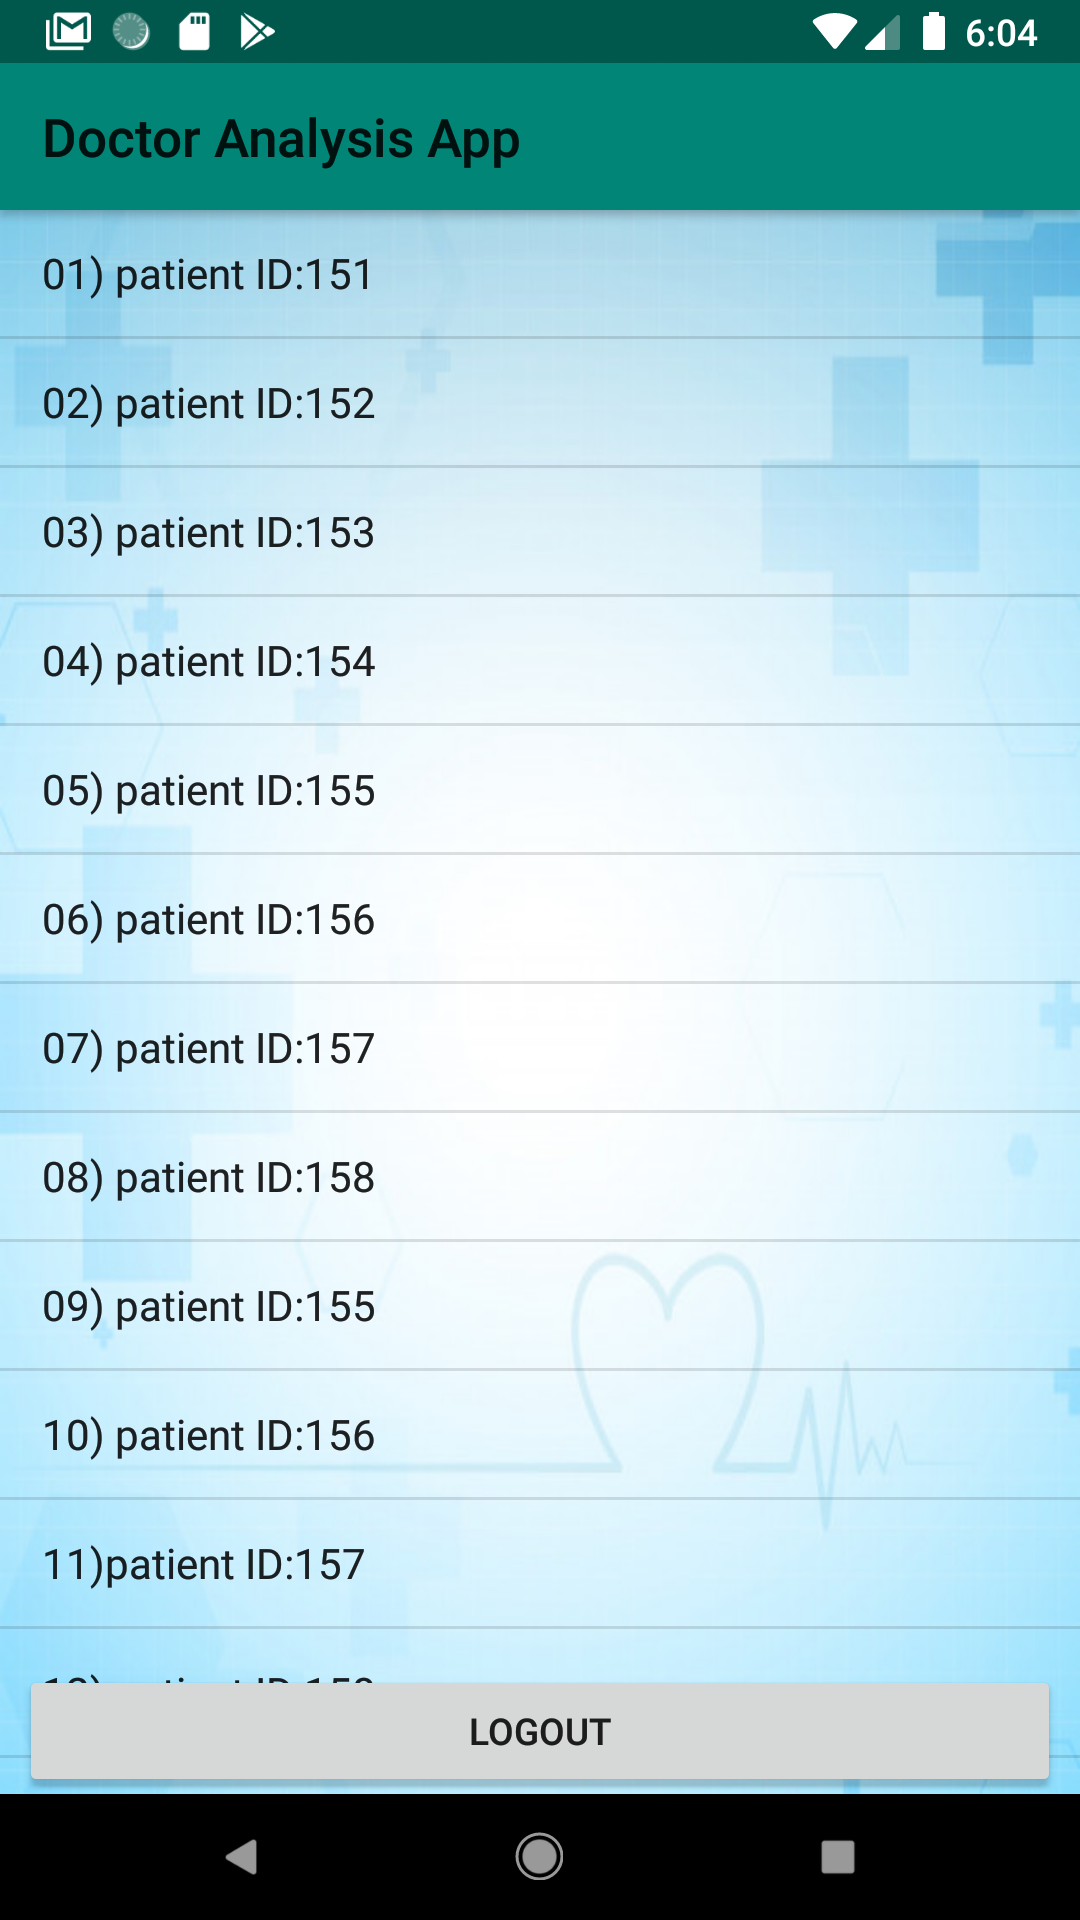 6:04
Doctor Analysis App
01) patient ID:151
02) patient ID:152
03) patient ID:153
04) patient ID:154
05) patient ID:155
06) patient ID:156
07) patient ID:157
08) patient ID:158
09) patient ID:155
10) patient ID:156
11)patient ID:157
patient
LOGOUT